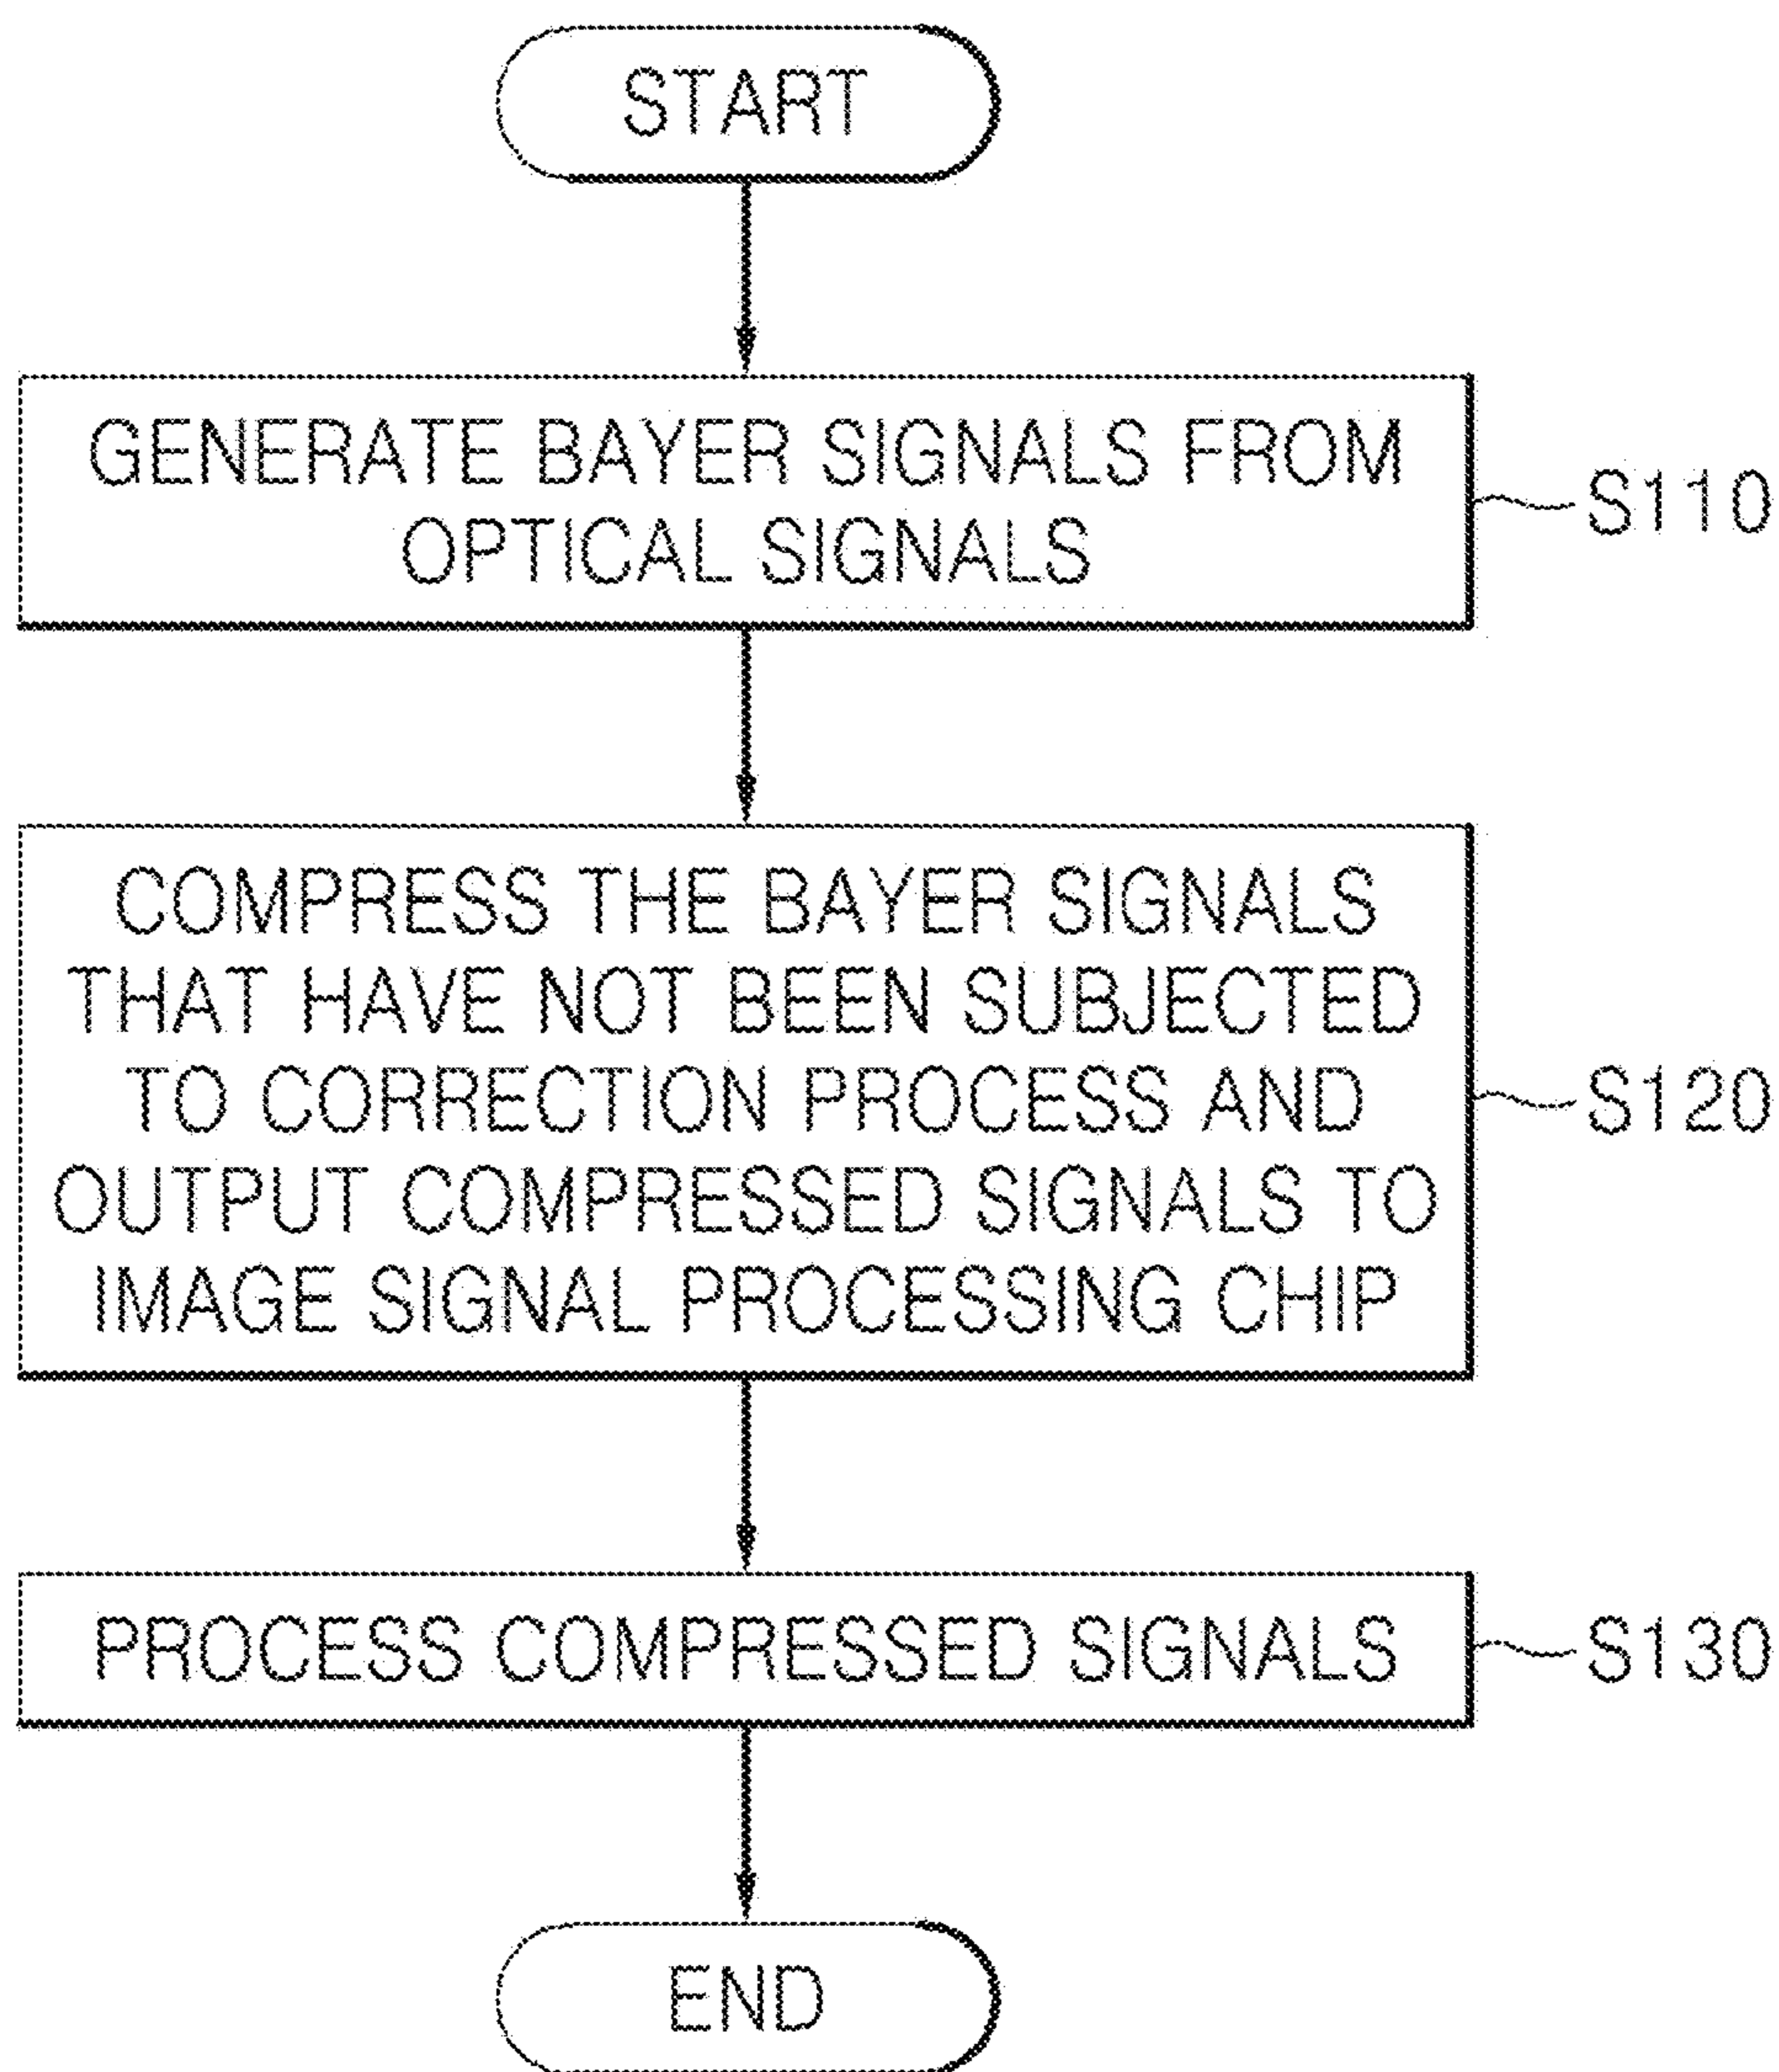 START
GENERATE BAYER SIGNALS FROM
OPTICAL SIGNALS
S110
COMPRESS THE BAYER SIGNALS
THAT HAVE NOT BEEN SUBJECTED
TO CORRECTION PROCESS AND
OUTPUT COMPRESSED SIGNALS TO
IMAGE SIGNAL PROCESSING CHIP
S120
PROCESS COMPRESSED SIGNALS
S130
END